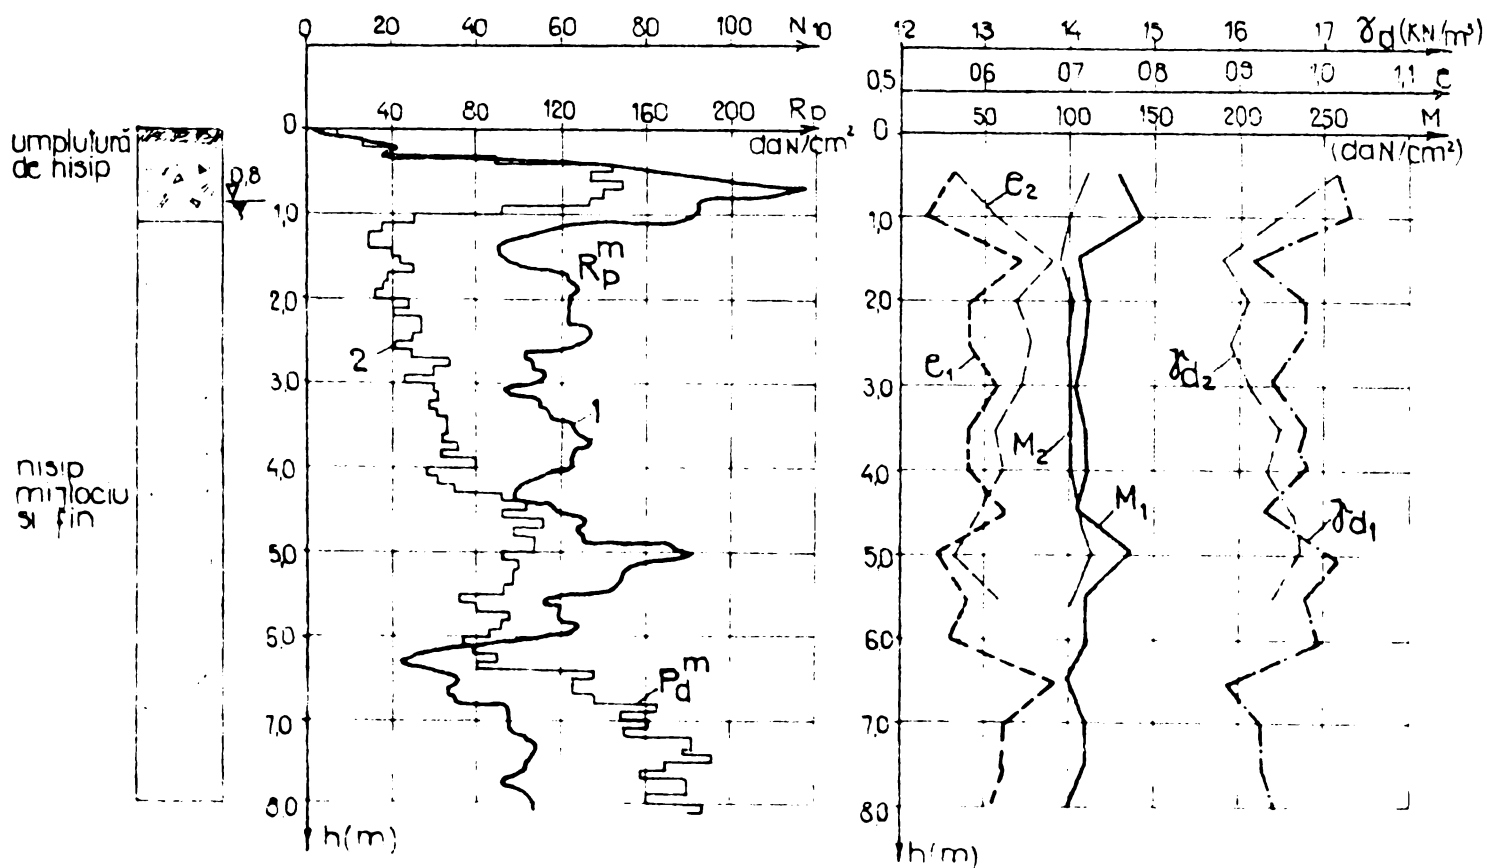 0 20 40 60 80 100 N10
40 80 120 160 200 Rp
0
daN/cm²
umplutură
de nisip
0,8
1,0
Rpm
2,0
2
3,0
1
nisip
mijlociu
si fin
4,0
5,0
6,0
Pdm
7,0
8,0
h(m)
12 13 14 15 16 17 γd (KN/m³)
0,5 06 07 08 09 1,0 1,1 e
0 50 100 150 200 250 M
(daN/cm²)
e2
1,0
2,0
e1
γd2
3,0
M2
4,0
M1
γd1
5,0
6,0
7,0
8,0
h(m)